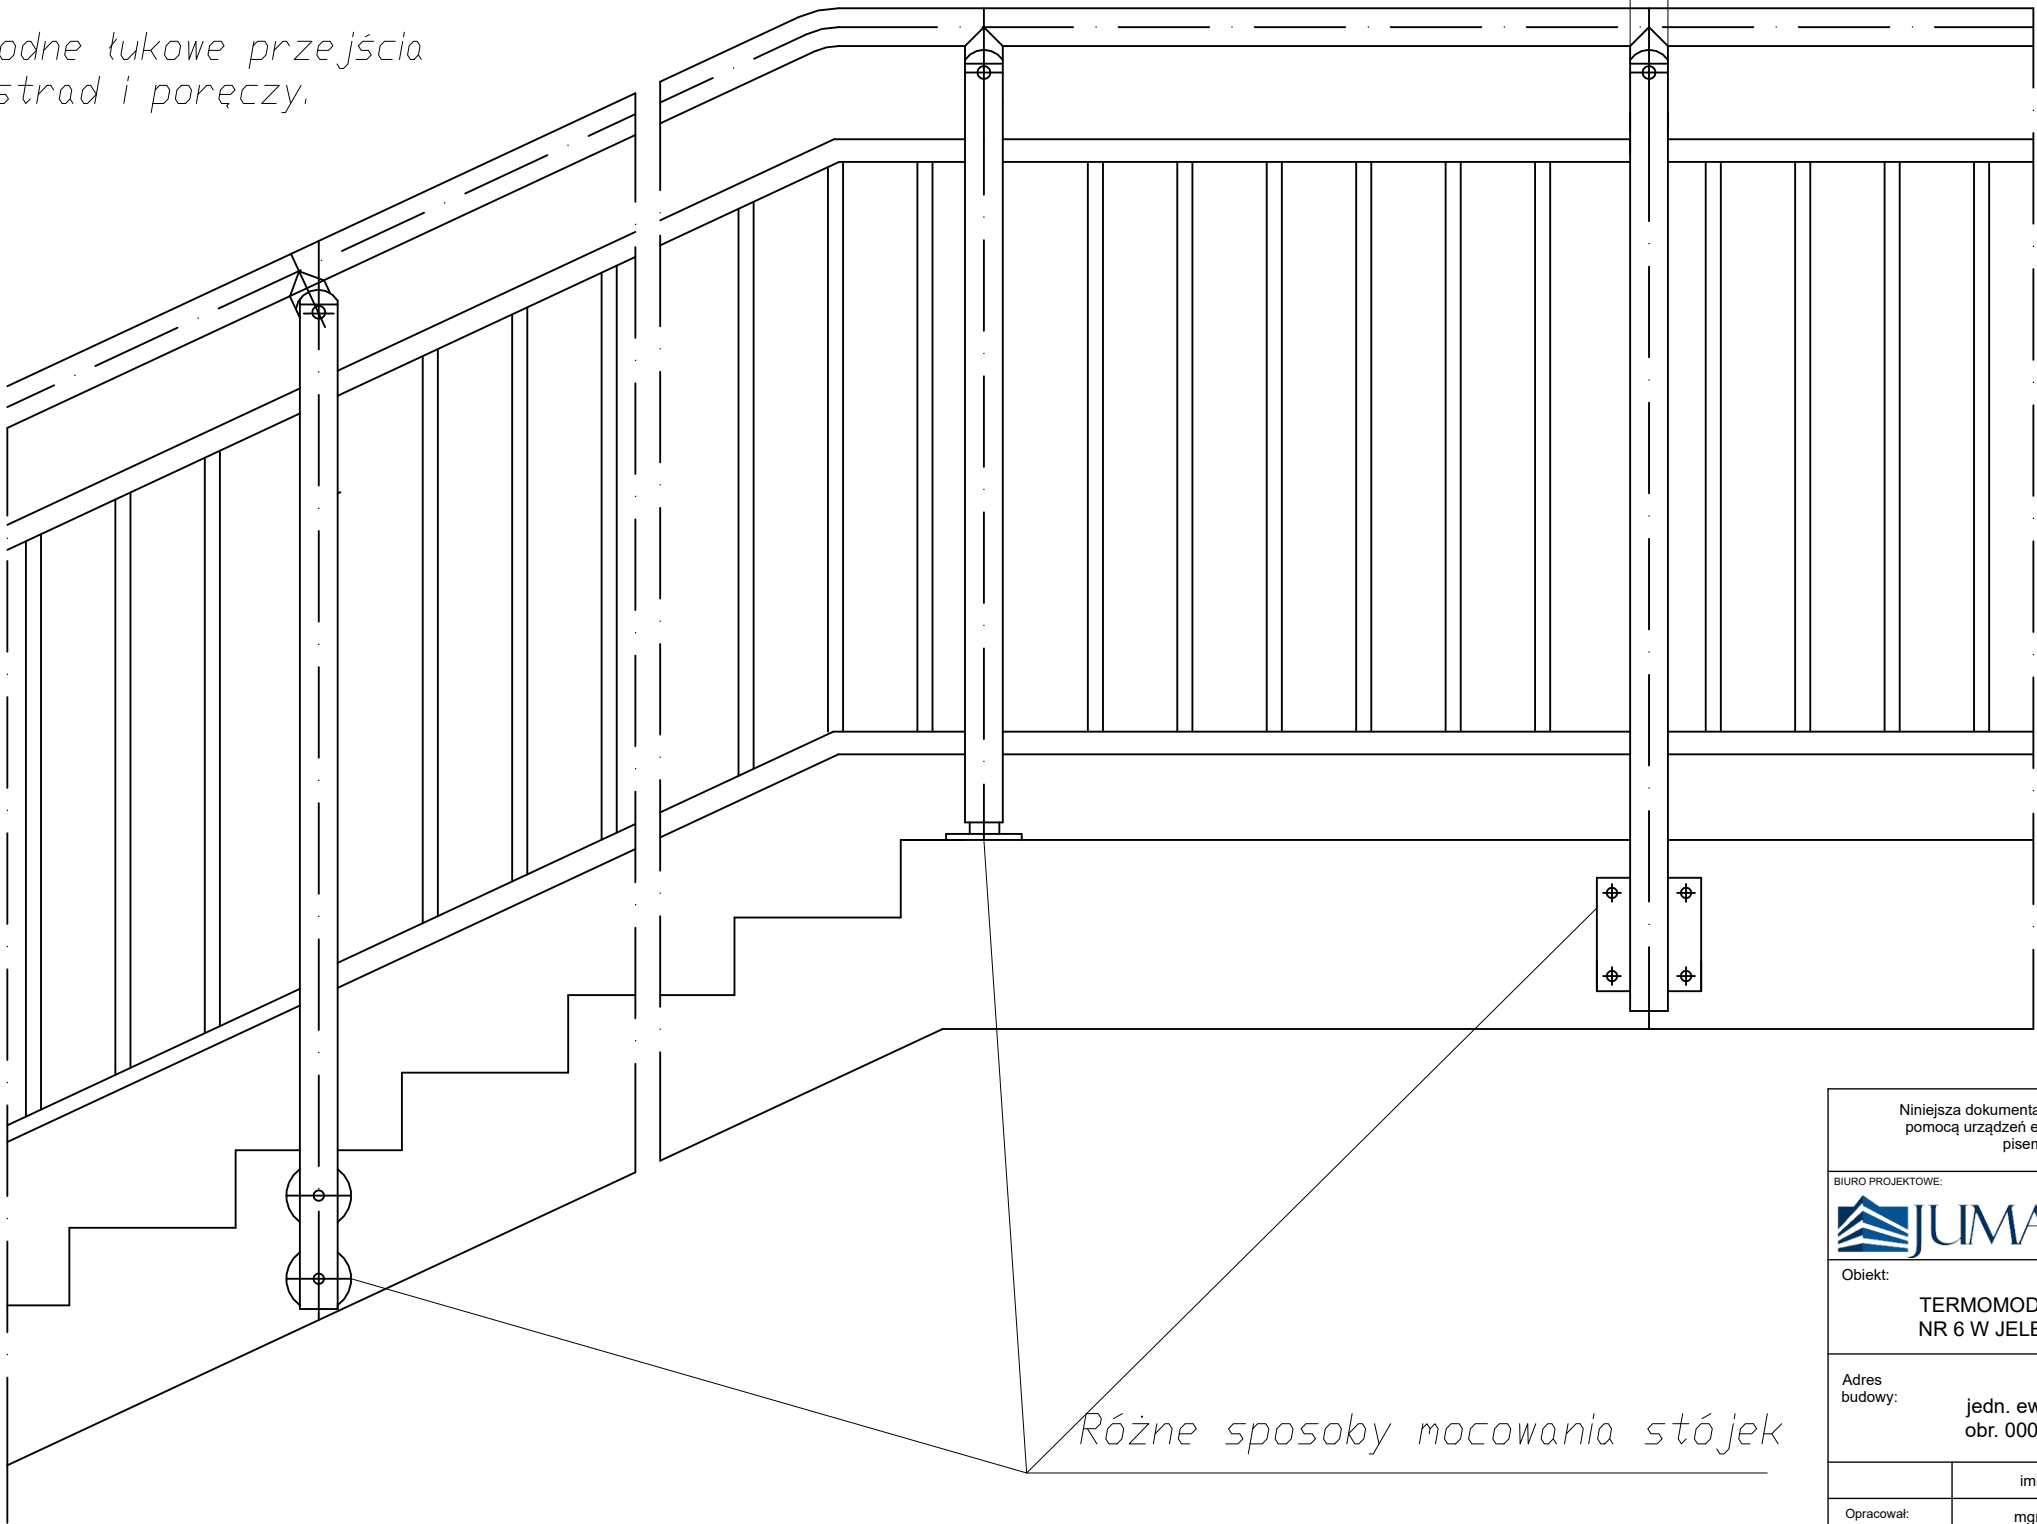 odne łukowe przejścia
strad i poręczy.
Różne sposoby mocowania stójek
Niniejsza dokumenta
pomocą urządzeń e
pisem
BIURO PROJEKTOWE:
JUMA
Obiekt:
TERMOMOD
NR 6 W JELE
Adres
budowy:
jedn. ew
obr. 000
imi
Opracował:
mgr